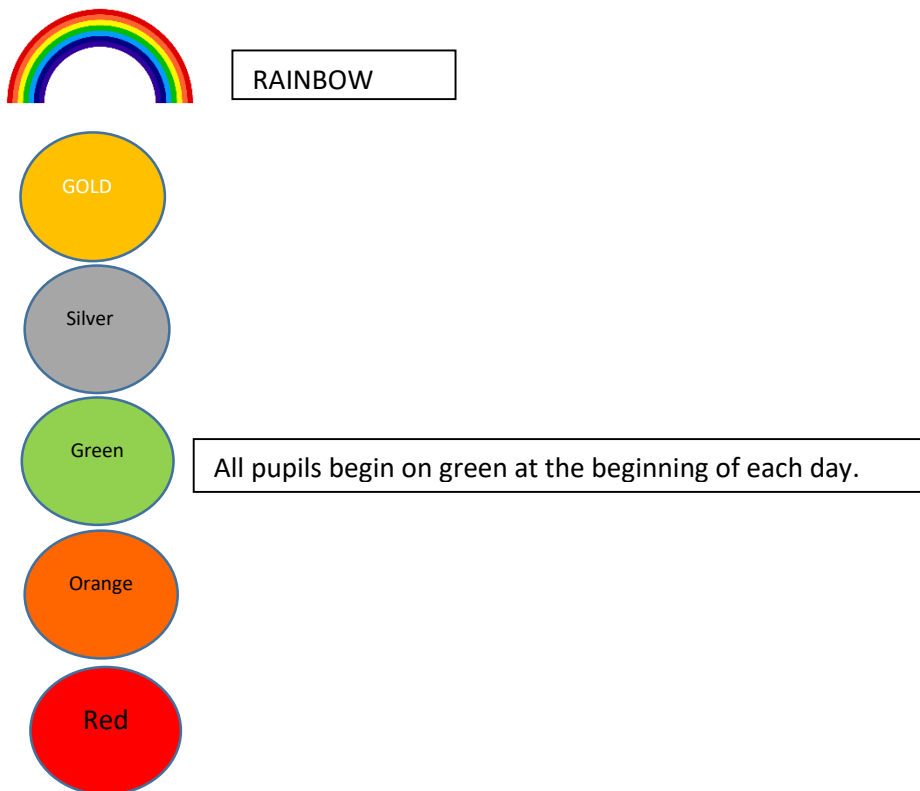 RAINBOW
GOLD
Silver
Green
All pupils begin on green at the beginning of each day.
Orange
Red